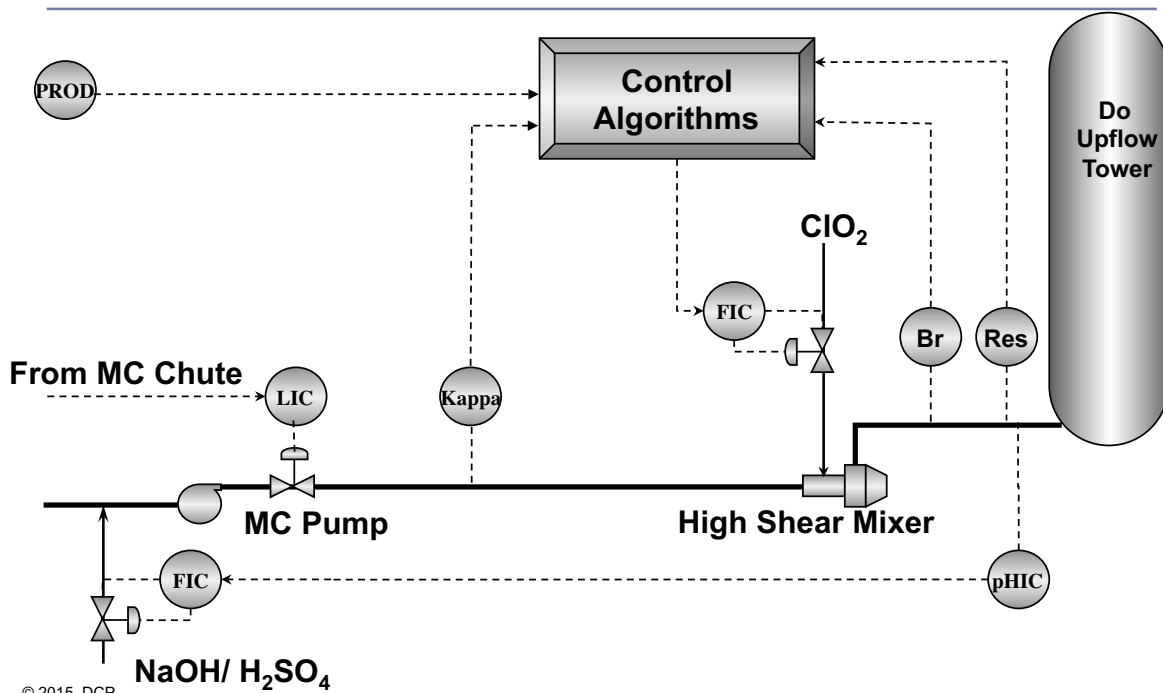 PROD
Control
Algorithms
Do
Upflow
Tower
ClO₂
FIC
Br
Res
From MC Chute
LIC
Kappa
MC Pump
High Shear Mixer
FIC
pHIC
NaOH/ H₂SO₄
© 2015 DCP